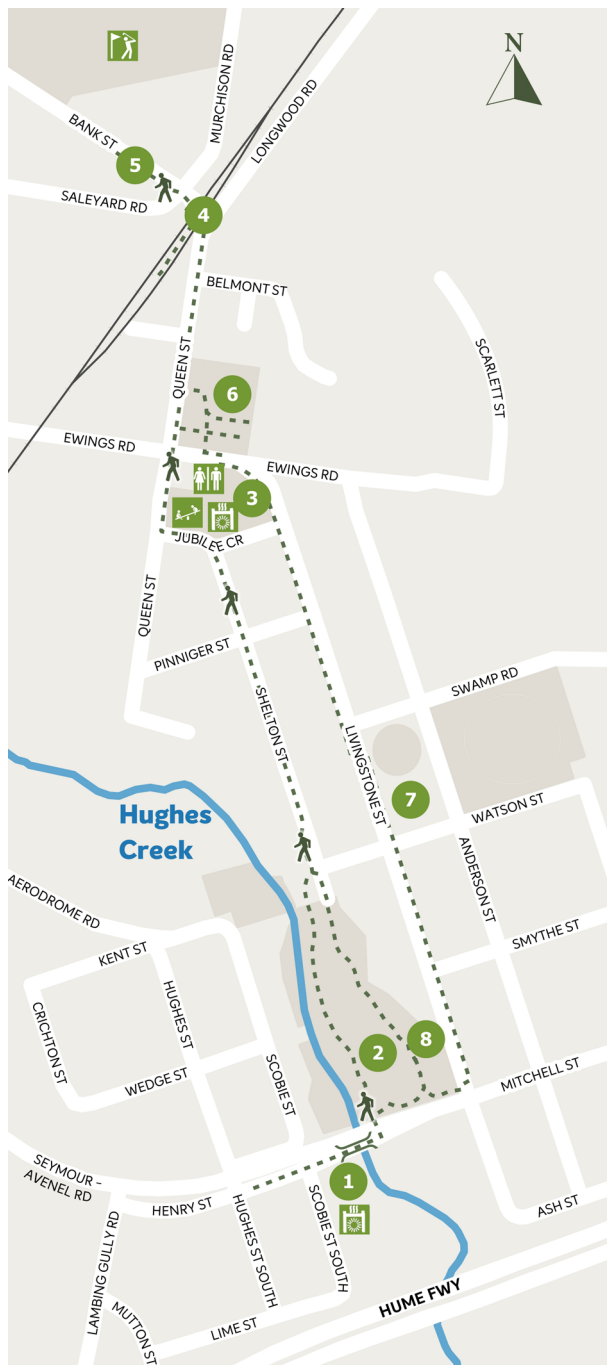 N
MURCHISON RD
LONGWOOD RD
BANK ST
5
SALEYARD RD
4
BELMONT ST
QUEEN ST
SCARLETT ST
6
EWINGS RD
EWINGS RD
3
JUBILEE CR
QUEEN ST
PINNIGER ST
SWAMP RD
SHELTON ST
LIVINGSTONE ST
7
WATSON ST
Hughes
Creek
ANDERSON ST
AERODROME RD
SMYTHE ST
KENT ST
HUGHES ST
CRICHTON ST
8
2
SCOBIE ST
WEDGE ST
MITCHELL ST
SEYMOUR –
AVENEL RD
1
HENRY ST
HUGHES ST SOUTH
SCOBIE ST SOUTH
ASH ST
LAMBING GULLY RD
HUME FWY
MUTTON ST
LIME ST